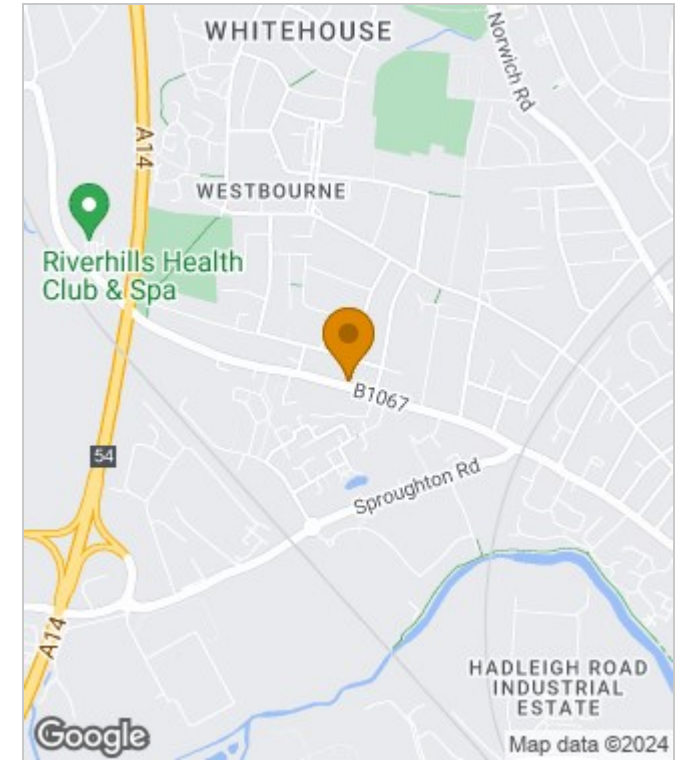 WHITEHOUSE
Norwich Rd
A14
WESTBOURNE
Riverhills Health
Club & Spa
B1067
54
Sproughton Rd
A14
HADLEIGH ROAD
INDUSTRIAL
ESTATE
Google
Map data ©2024